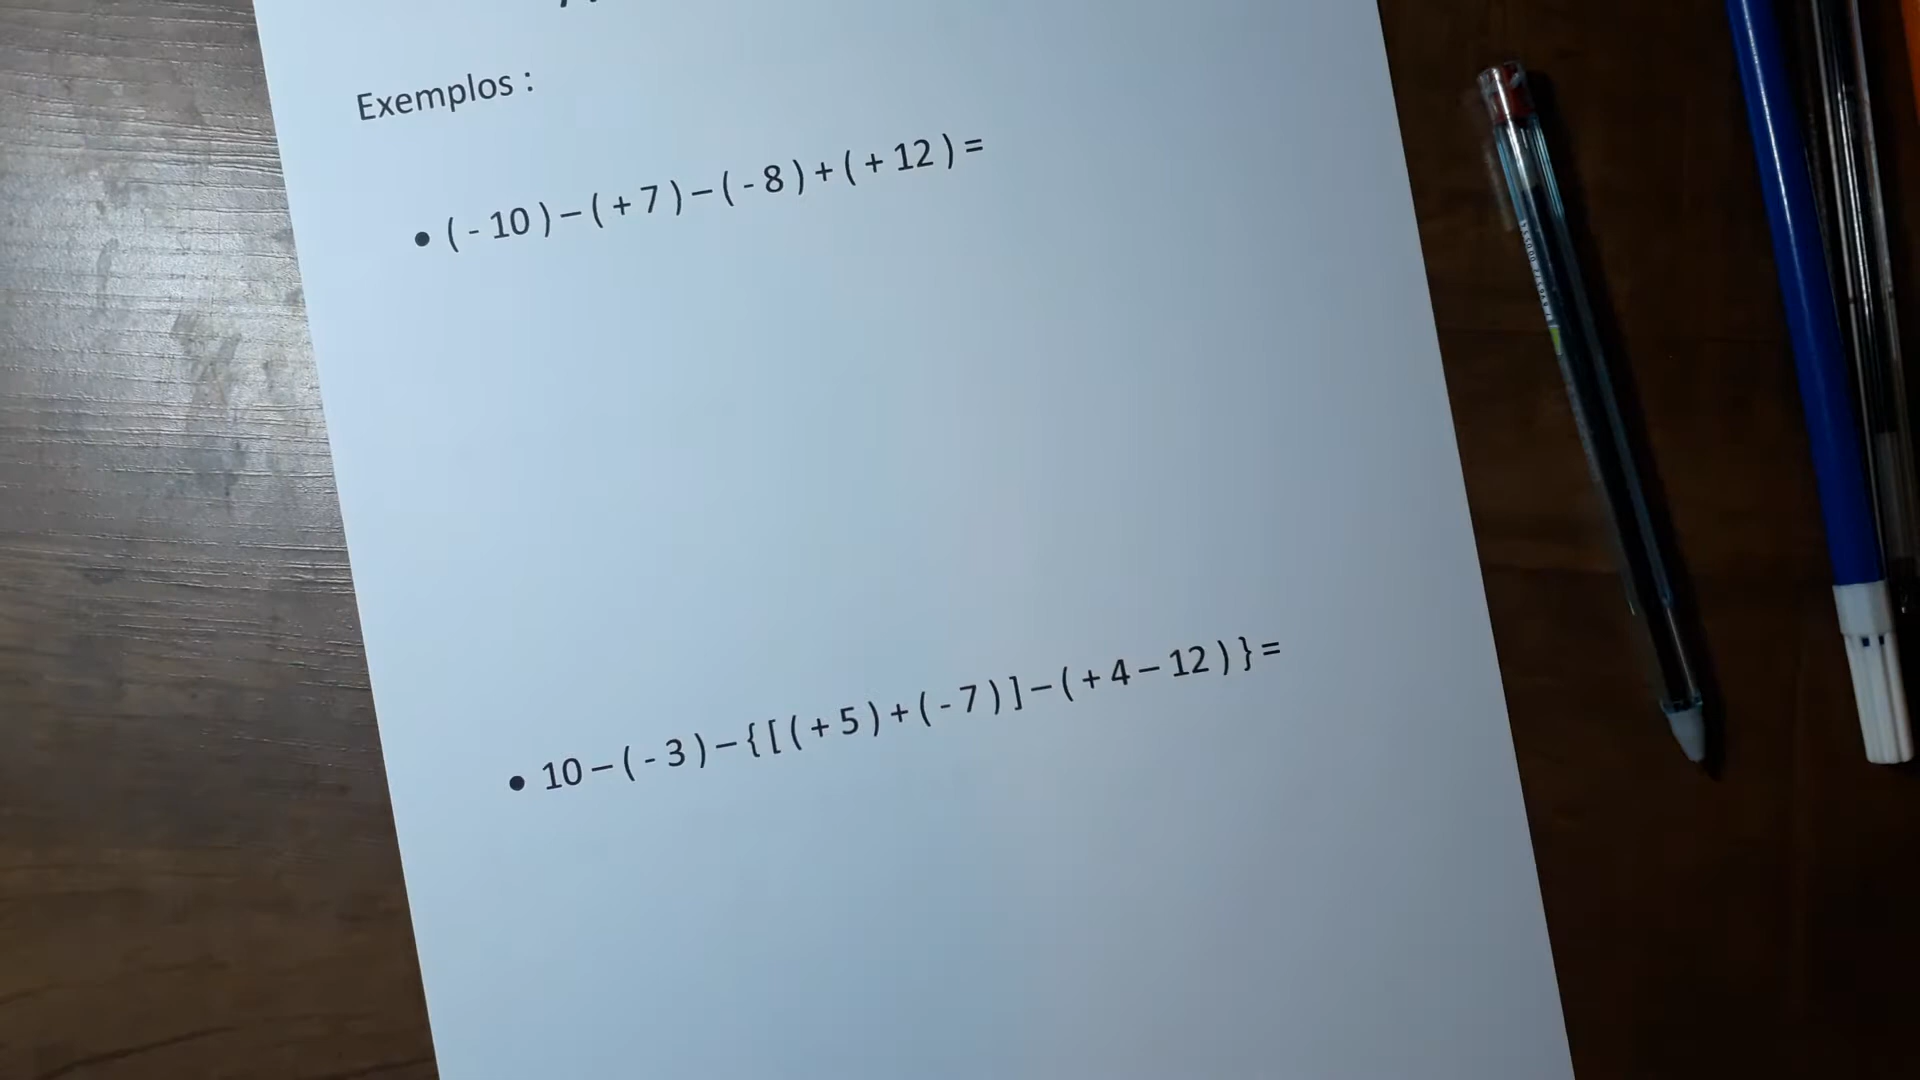 Exemplos :
• ( - 10 ) – ( + 7 ) – ( - 8 ) + ( + 12 ) =
• 10 – ( - 3 ) – { [ ( + 5 ) + ( - 7 ) ] – ( + 4 – 12 ) } =